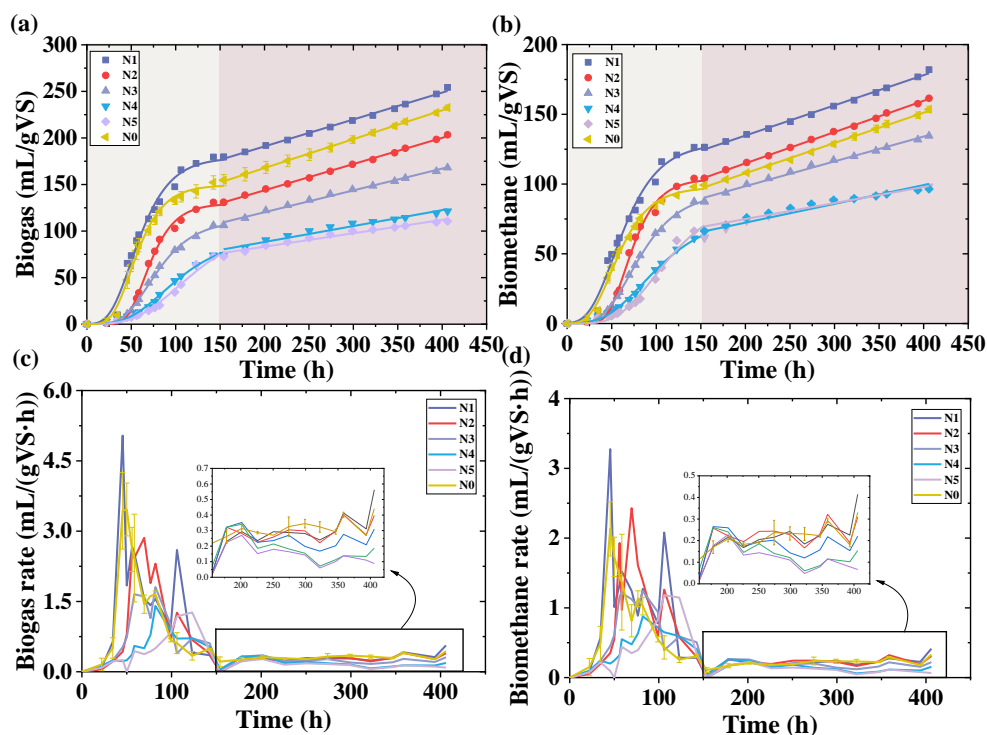 (a)
Biogas (mL/gVS)
300
250
200
150
100
50
0
N1
N2
N3
N4
N5
N0
0 50 100 150 200 250 300 350 400 450
Time (h)
(b)
Biomethane (mL/gVS)
200
150
100
50
0
N1
N2
N3
N4
N5
N0
0 50 100 150 200 250 300 350 400 450
Time (h)
(c)
Biogas rate (mL/(gVS·h))
6.0
4.5
3.0
1.5
0.0
N1
N2
N3
N4
N5
N0
0.7
0.6
0.5
0.4
0.3
0.2
0.1
0.0
150 200 250 300 350 400
0 100 200 300 400
Time (h)
(d)
Biomethane rate (mL/(gVS·h))
4
3
2
1
0
N1
N2
N3
N4
N5
N0
0.5
0.4
0.3
0.2
0.1
0.0
150 200 250 300 350 400
0 100 200 300 400
Time (h)